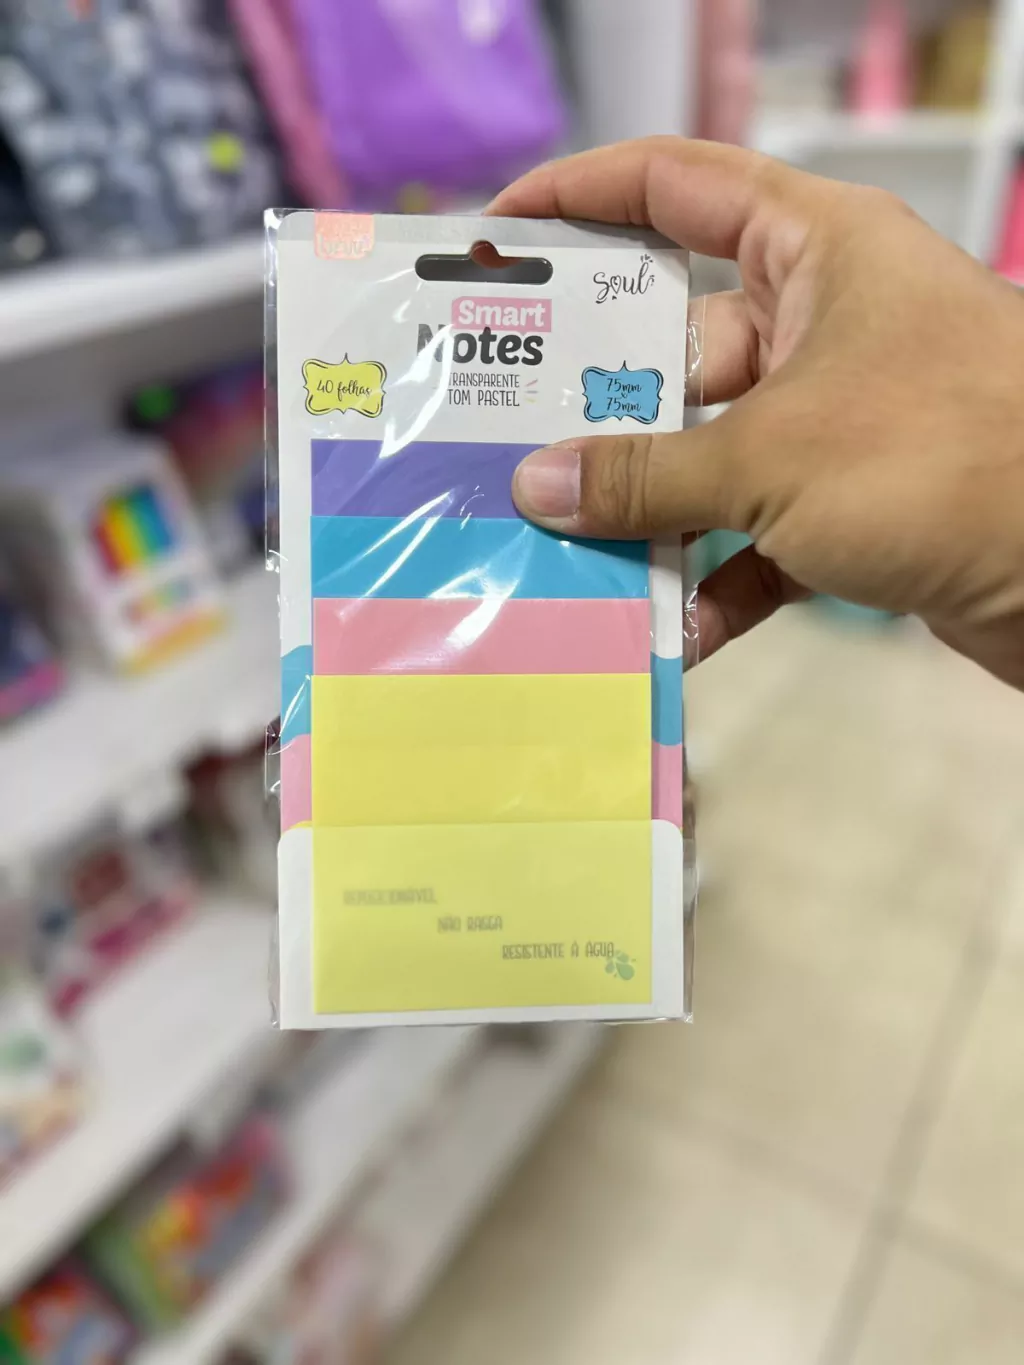 Soul
Smart
Notes
40 folhas
TRANSPARENTE
TOM PASTEL
75mm
x
75mm
REPOSICIONÁVEL
NÃO RASGA
RESISTENTE À ÁGUA